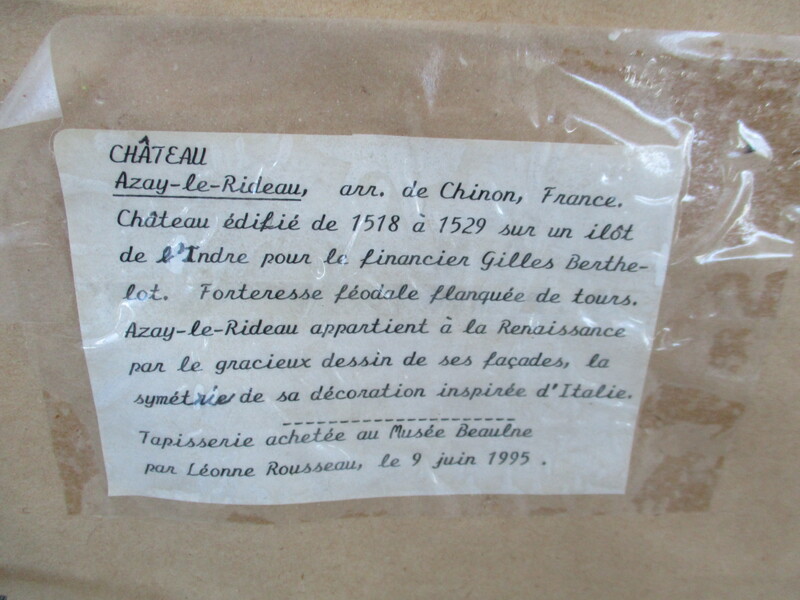 CHÂTEAU
Azay-le-Rideau, arr. de Chinon, France.
Château édifié de 1518 à 1529 sur un ilôt
de l'Indre pour le financier Gilles Berthe-
lot. Forteresse féodale flanquée de tours.
Azay-le-Rideau appartient à la Renaissance
par le gracieux dessin de ses façades, la
symétrie de sa décoration inspirée d'Italie.
Tapisserie achetée au Musée Beaulne
par Léonne Rousseau, le 9 juin 1995.